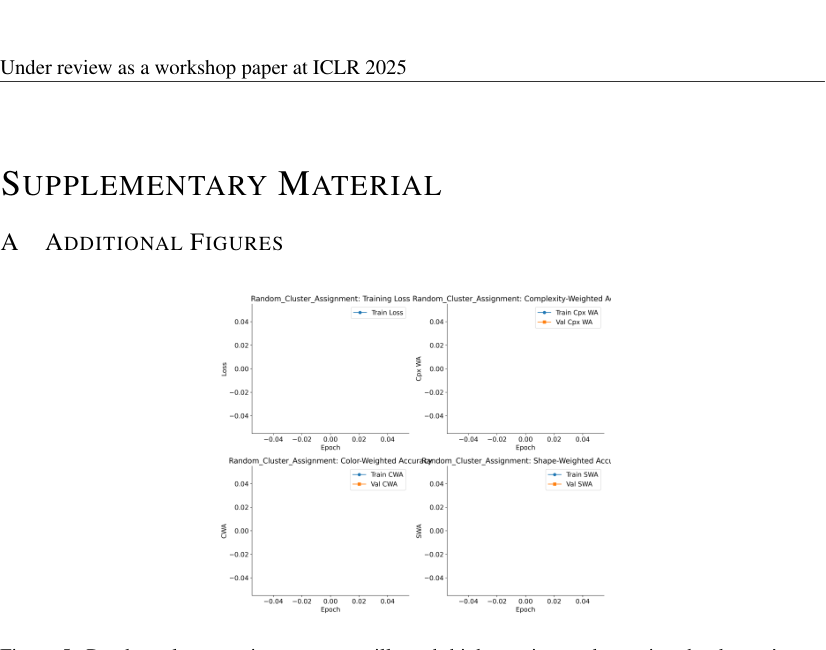 Under review as a workshop paper at ICLR 2025
SUPPLEMENTARY MATERIAL
A ADDITIONAL FIGURES
Random_Cluster_Assignment: Training Loss
Train Loss
0.04
0.02
0.00
−0.02
−0.04
Loss
−0.04 −0.02 0.00 0.02 0.04
Epoch
Random_Cluster_Assignment: Complexity-Weighted A
Train Cpx WA
Val Cpx WA
0.04
0.02
0.00
−0.02
−0.04
Cpx WA
−0.04 −0.02 0.00 0.02 0.04
Epoch
Random_Cluster_Assignment: Color-Weighted Accuracy
Train CWA
Val CWA
0.04
0.02
0.00
−0.02
−0.04
CWA
−0.04 −0.02 0.00 0.02 0.04
Epoch
Random_Cluster_Assignment: Shape-Weighted Accu
Train SWA
Val SWA
0.04
0.02
0.00
−0.02
−0.04
SWA
−0.04 −0.02 0.00 0.02 0.04
Epoch